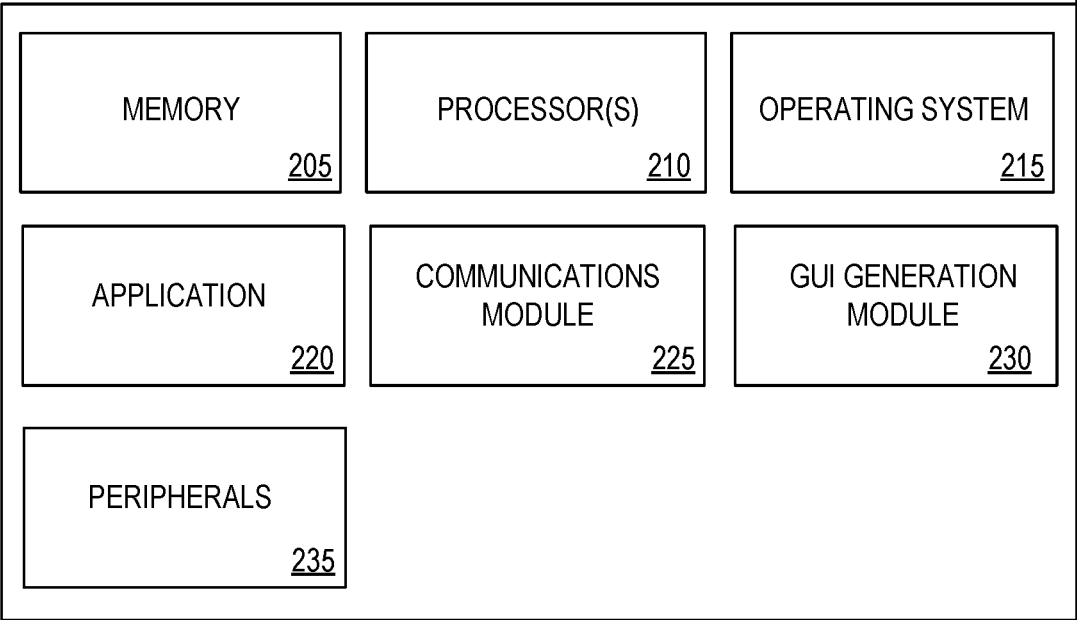 MEMORY
205
PROCESSOR(S)
210
OPERATING SYSTEM
215
APPLICATION
220
COMMUNICATIONS
MODULE
225
GUI GENERATION
MODULE
230
PERIPHERALS
235